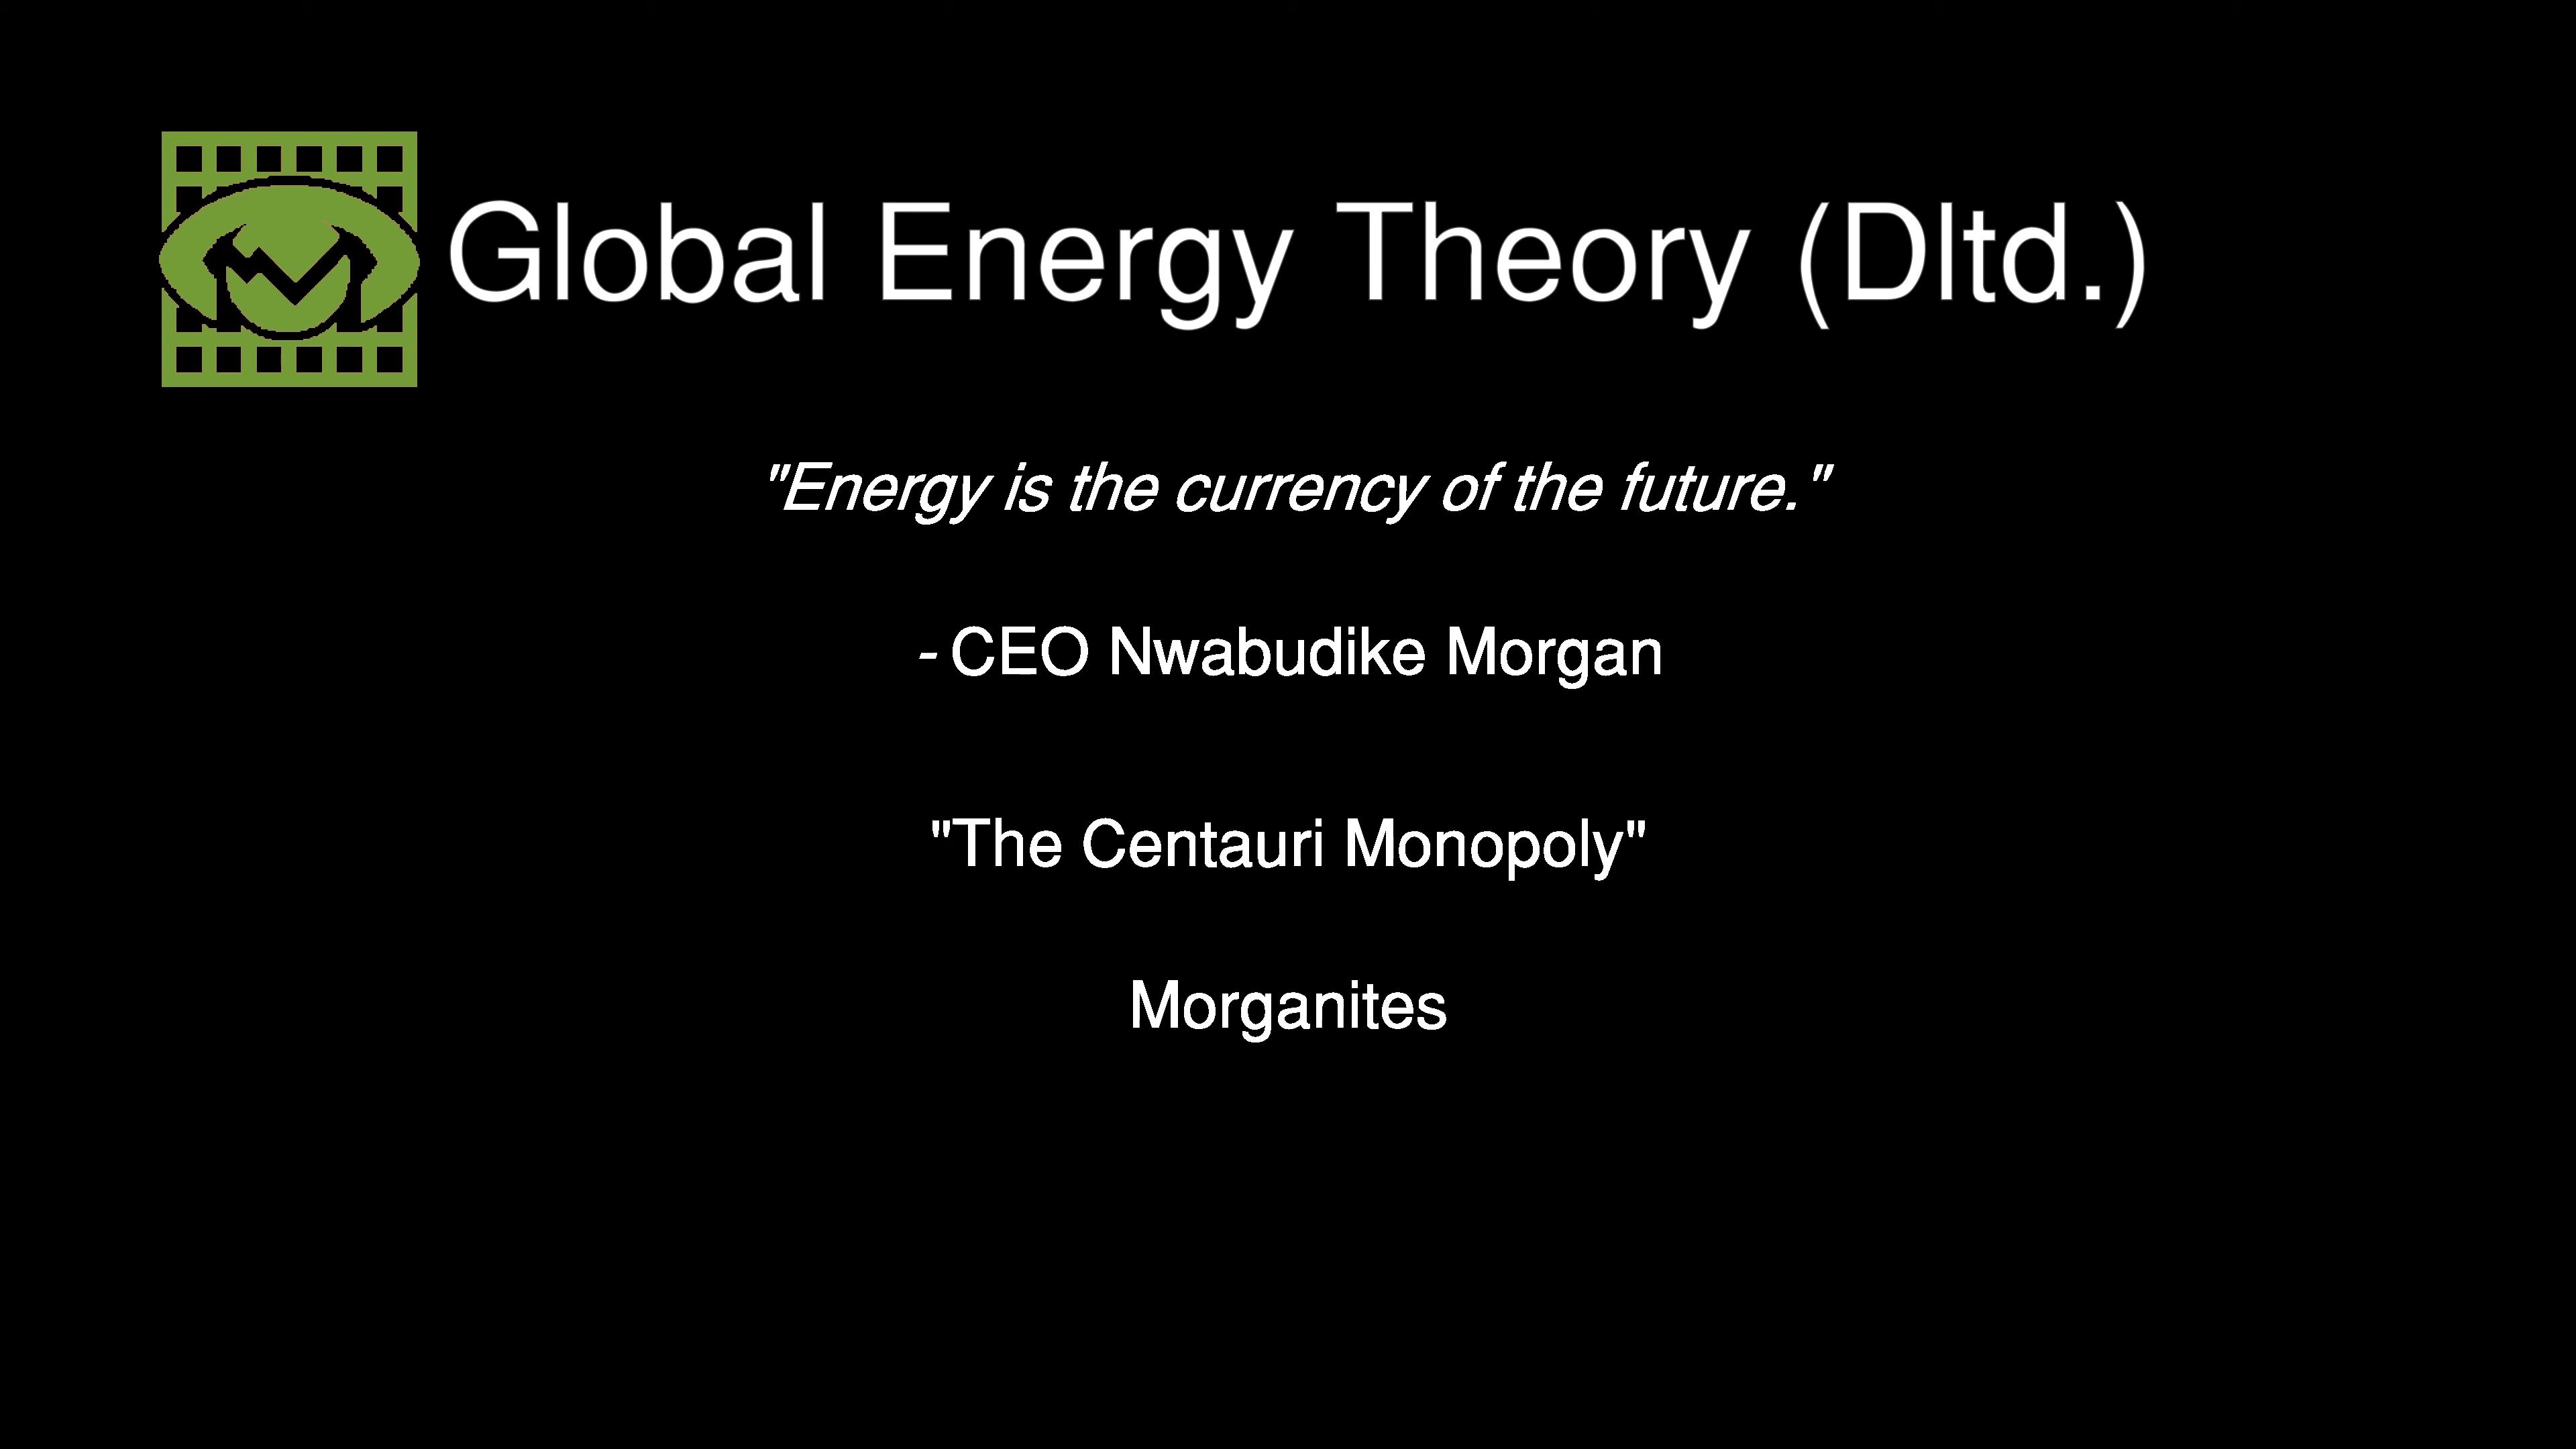 Global Energy Theory (Dltd.)
"Energy is the currency of the future."
- CEO Nwabudike Morgan
"The Centauri Monopoly"
Morganites